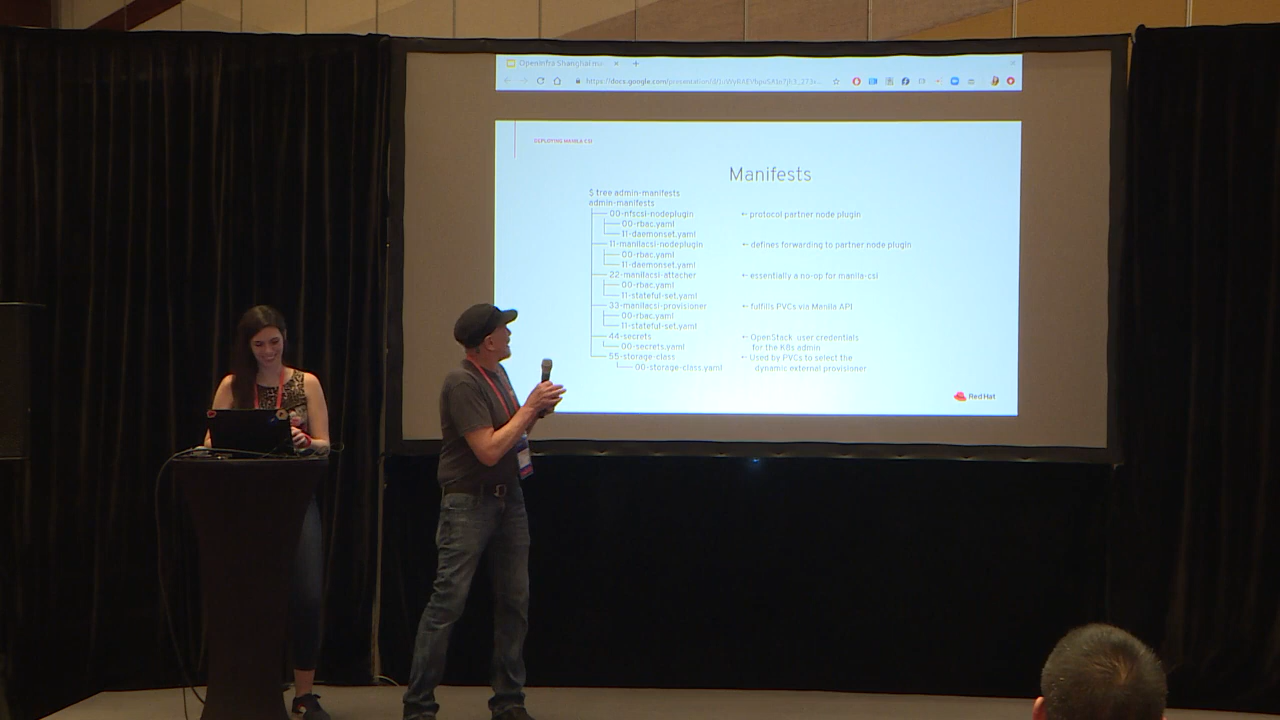 OpenInfra Shanghai
https://docs.google.com/presentation/d/
DEPLOYING MANILA CSI
Manifests
$ tree admin-manifests
admin-manifests
00-nfscsi-nodeplugin ← protocol partner node plugin
00-rbac.yaml
11-daemonset.yaml
11-manilacsi-nodeplugin ← defines forwarding to partner node plugin
00-rbac.yaml
11-daemonset.yaml
22-manilacsi-attacher ← essentially a no-op for manila-csi
00-rbac.yaml
11-stateful-set.yaml
33-manilacsi-provisioner ← fulfills PVCs via Manila API
00-rbac.yaml
11-stateful-set.yaml
44-secrets ← OpenStack user credentials
00-secrets.yaml for the K8s admin
55-storage-class ← Used by PVCs to select the
00-storage-class.yaml dynamic external provisioner
Red Hat